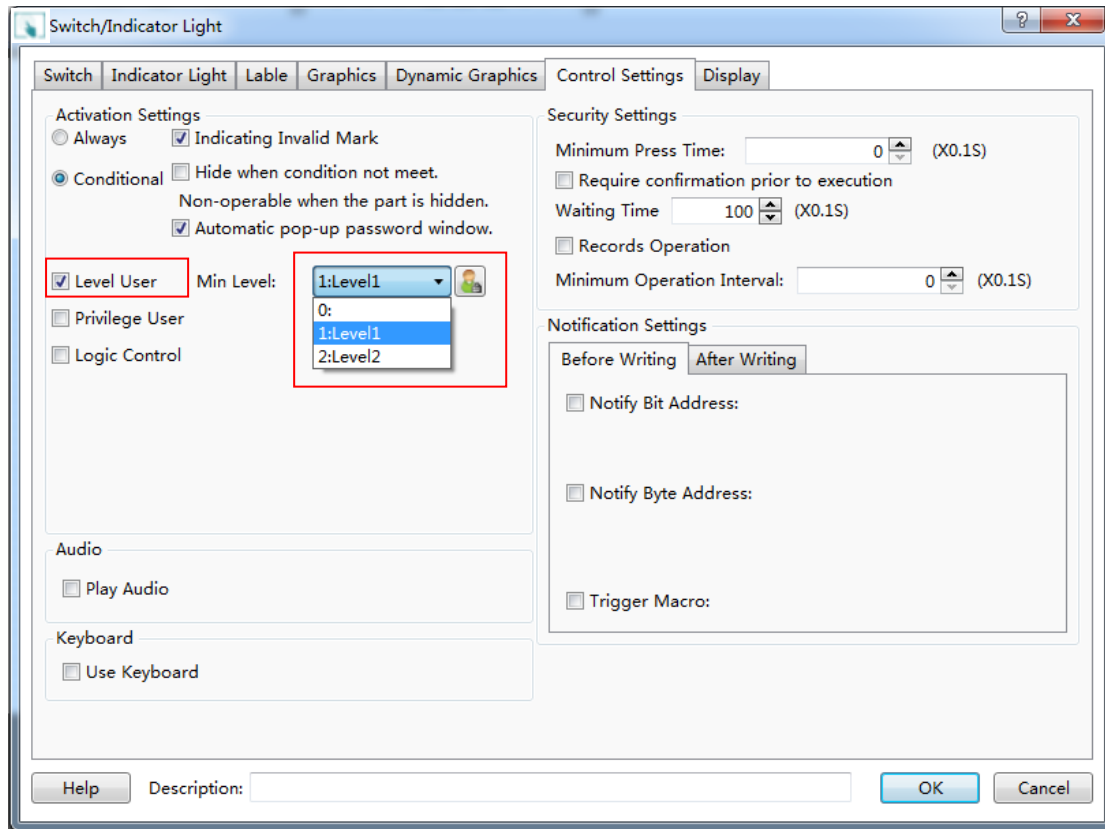 Switch/Indicator Light
Switch Indicator Light Lable Graphics Dynamic Graphics Control Settings Display
Activation Settings
Always Indicating Invalid Mark
Conditional Hide when condition not meet.
Non-operable when the part is hidden.
Automatic pop-up password window.
Level User Min Level: 1:Level1
0:
1:Level1
2:Level2
Privilege User
Logic Control
Audio
Play Audio
Keyboard
Use Keyboard
Security Settings
Minimum Press Time: 0 (X0.1S)
Require confirmation prior to execution
Waiting Time 100 (X0.1S)
Records Operation
Minimum Operation Interval: 0 (X0.1S)
Notification Settings
Before Writing After Writing
Notify Bit Address:
Notify Byte Address:
Trigger Macro:
Help Description: OK Cancel